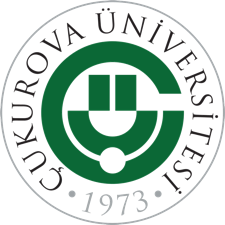 ÇUKUROVA ÜNİVERSİTESİ
• 1973 •